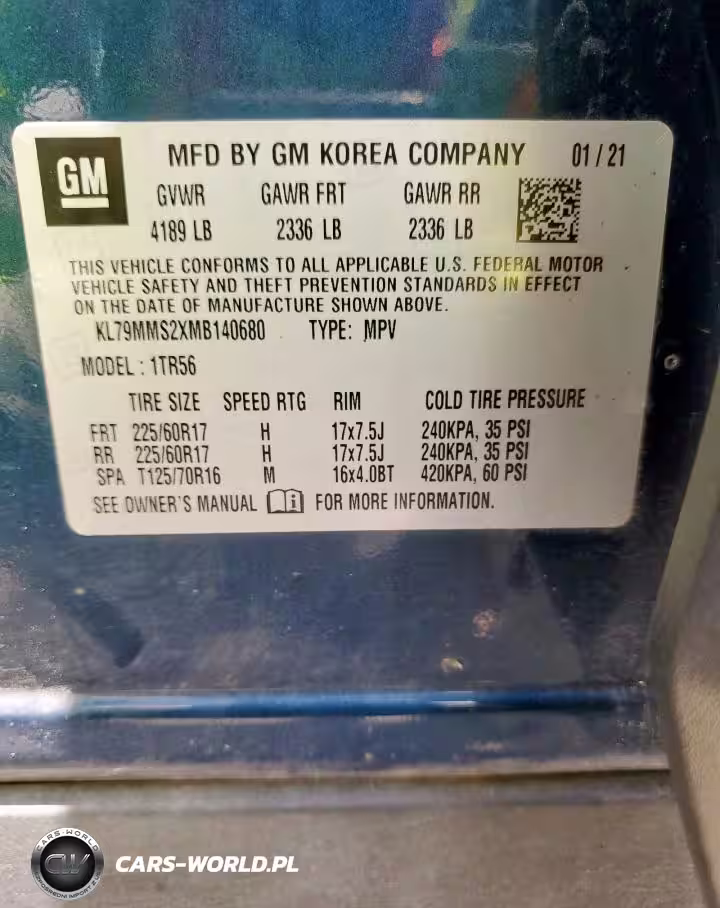 GM
MFD BY GM KOREA COMPANY 01/21
GVWR GAWR FRT GAWR RR
4189 LB 2336 LB 2336 LB
THIS VEHICLE CONFORMS TO ALL APPLICABLE U.S. FEDERAL MOTOR
VEHICLE SAFETY AND THEFT PREVENTION STANDARDS IN EFFECT
ON THE DATE OF MANUFACTURE SHOWN ABOVE.
KL79MMS2XMB140680 TYPE: MPV
MODEL: 1TR56
TIRE SIZE SPEED RTG RIM COLD TIRE PRESSURE
FRT 225/60R17 H 17x7.5J 240KPA, 35 PSI
RR 225/60R17 H 17x7.5J 240KPA, 35 PSI
SPA T125/70R16 M 16x4.0BT 420KPA, 60 PSI
SEE OWNER'S MANUAL FOR MORE INFORMATION.
CARS-WORLD
CW
CARS-WORLD.PL